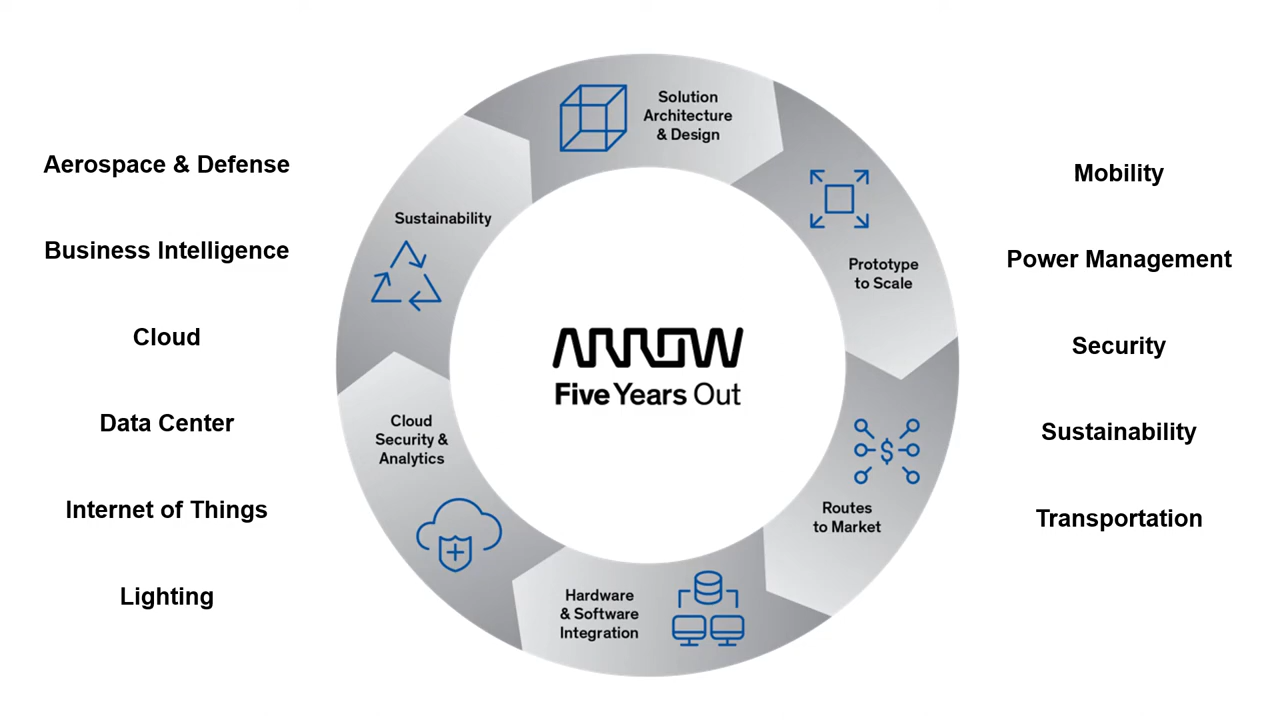 Aerospace & Defense
Business Intelligence
Cloud
Data Center
Internet of Things
Lighting
Solution
Architecture
& Design
Prototype
to Scale
$
Routes
to Market
Hardware
& Software
Integration
Cloud
Security &
Analytics
Sustainability
ARROW
Five Years Out
Mobility
Power Management
Security
Sustainability
Transportation